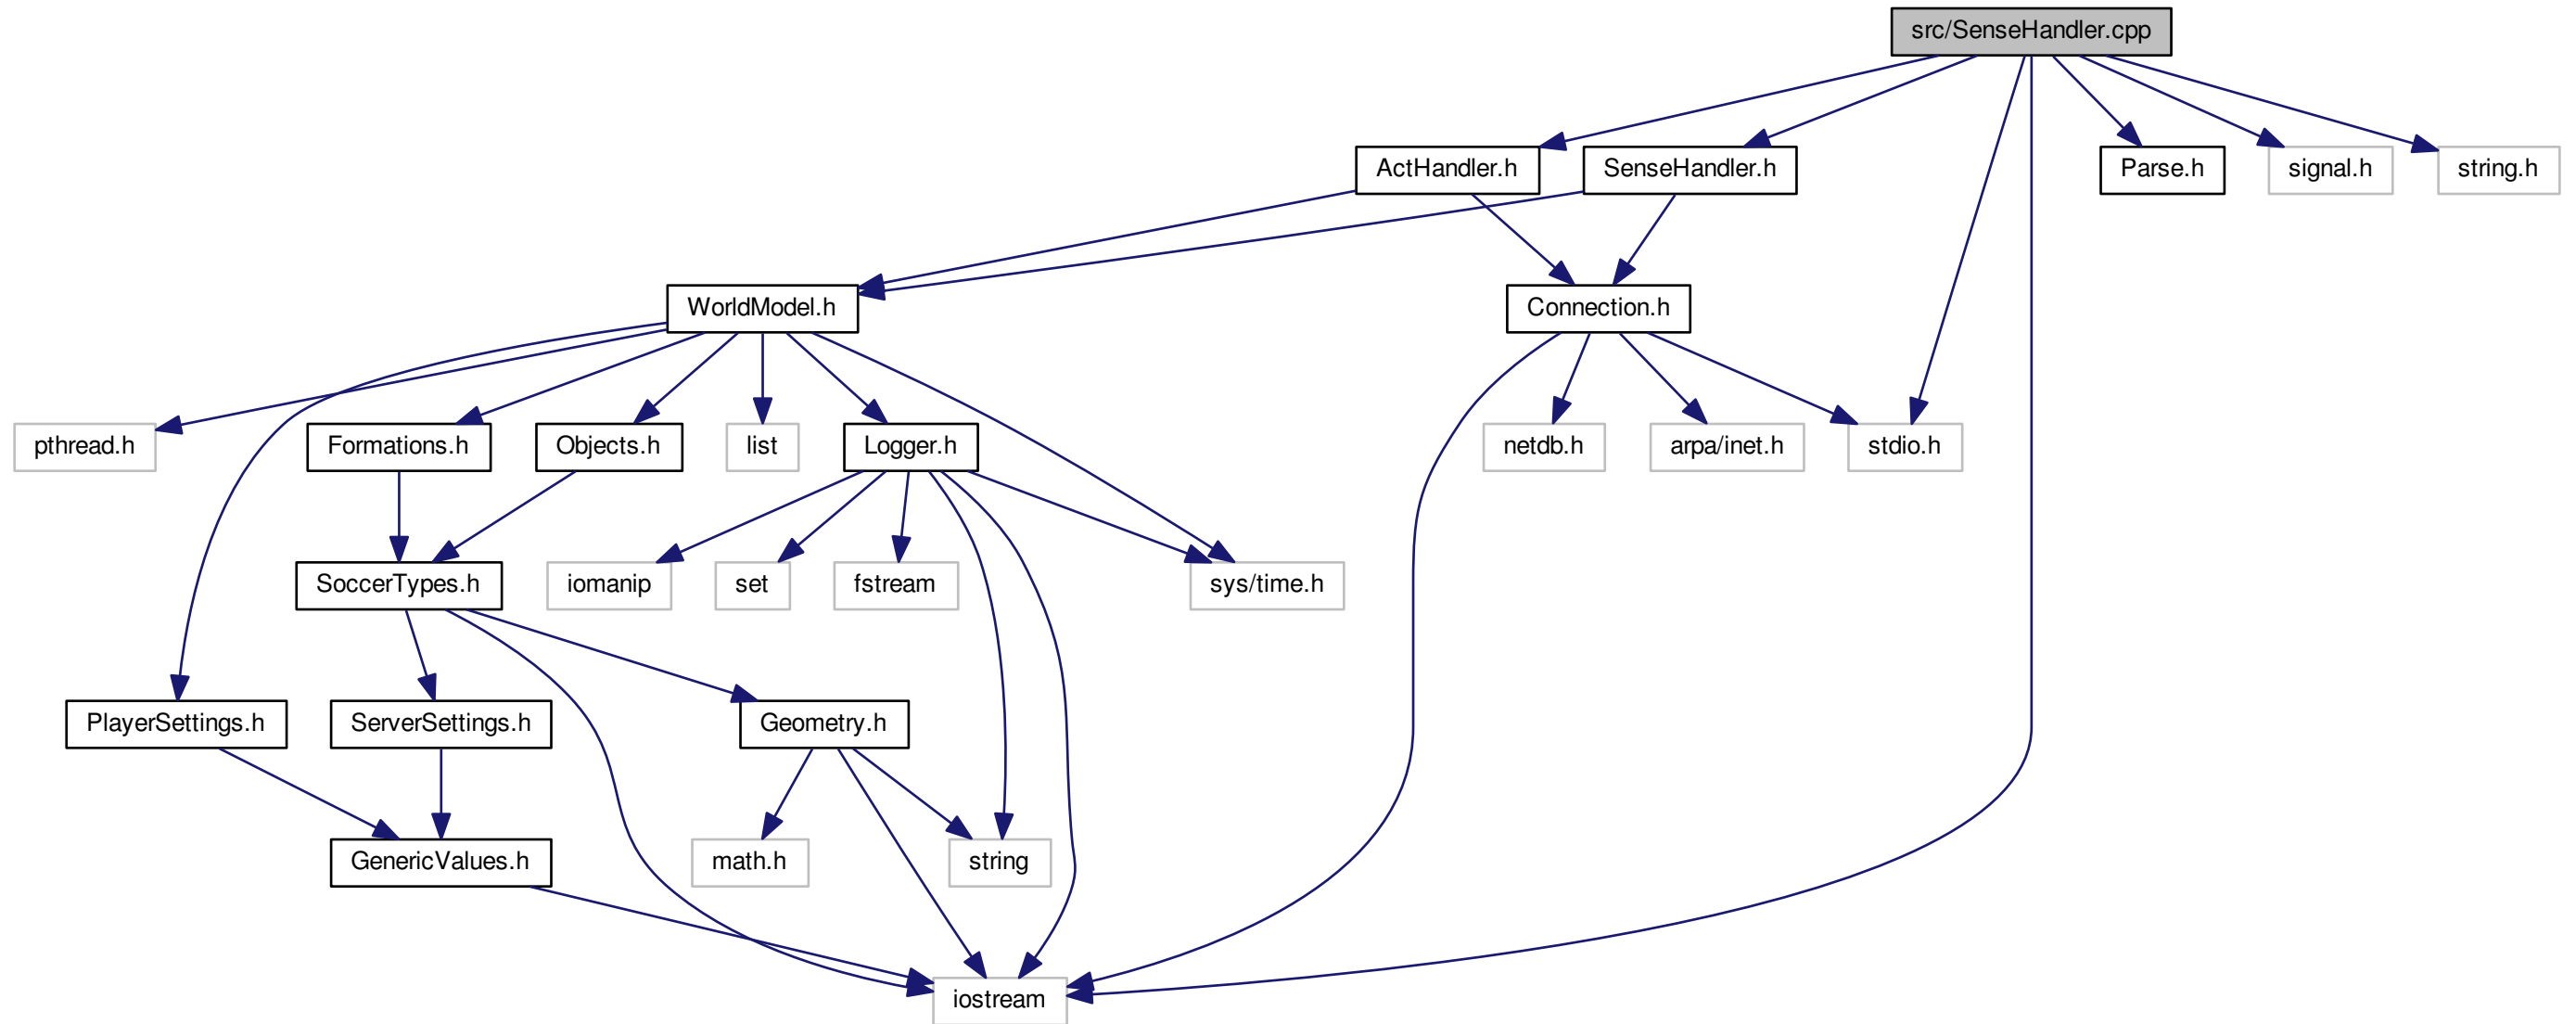 src/SenseHandler.cpp
ActHandler.h
SenseHandler.h
Parse.h
signal.h
string.h
WorldModel.h
Connection.h
pthread.h
Formations.h
Objects.h
list
Logger.h
netdb.h
arpa/inet.h
stdio.h
SoccerTypes.h
iomanip
set
fstream
sys/time.h
PlayerSettings.h
ServerSettings.h
Geometry.h
GenericValues.h
math.h
string
iostream